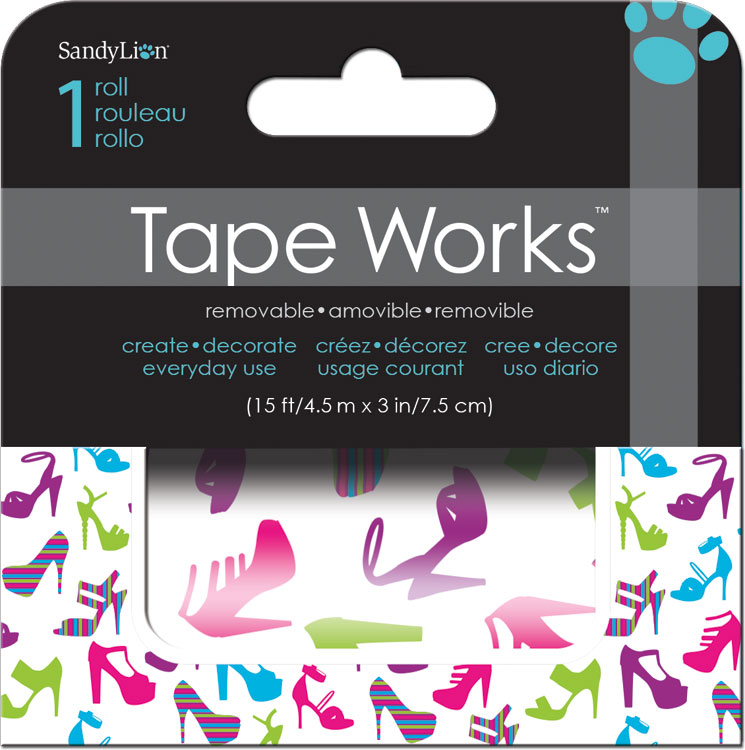 SandyLion
1 roll
rouleau
rollo
Tape Works™
removable•amovible•removible
create•decorate créez•décorez cree•decore
everyday use usage courant uso diario
(15 ft/4.5 m x 3 in/7.5 cm)